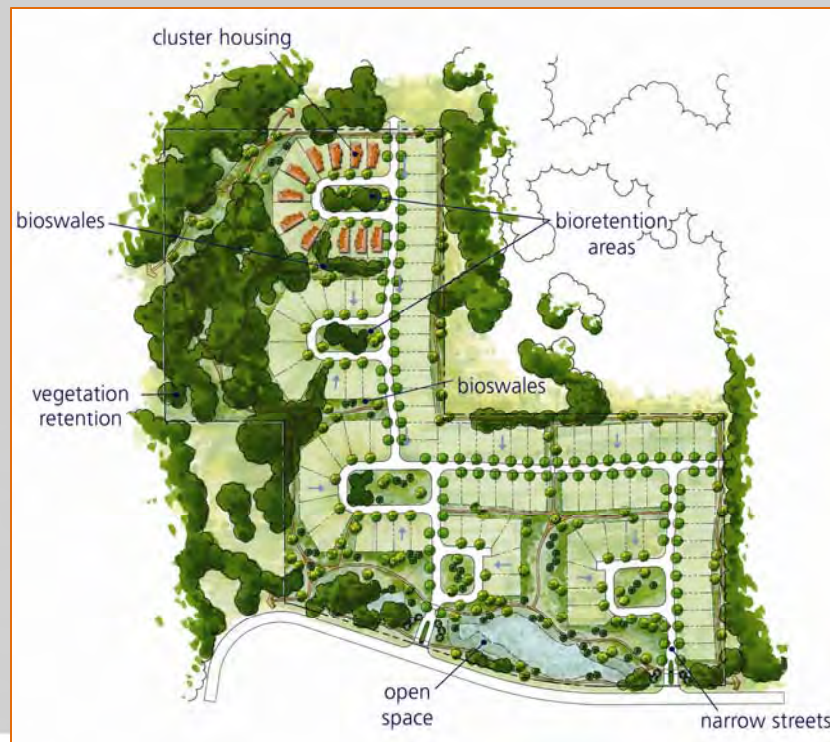 cluster housing
bioswales
bioretention
areas
vegetation
retention
bioswales
open
space
narrow streets